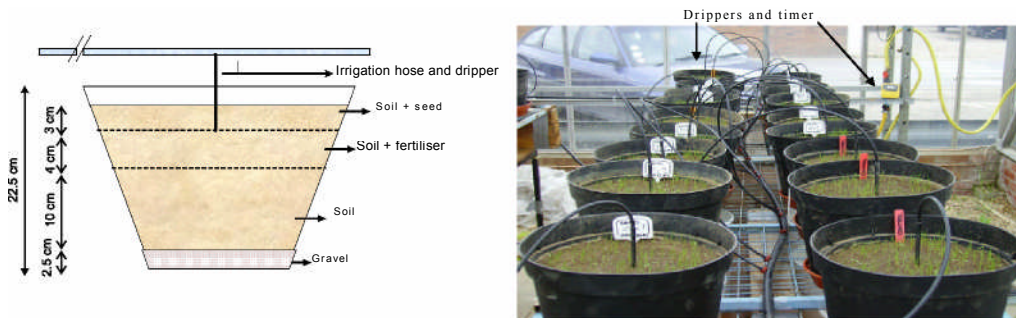 Irrigation hose and dripper
Soil + seed
Soil + fertiliser
Soil
Gravel
22.5 cm
3 cm
4 cm
10 cm
2.5 cm
Drippers and timer